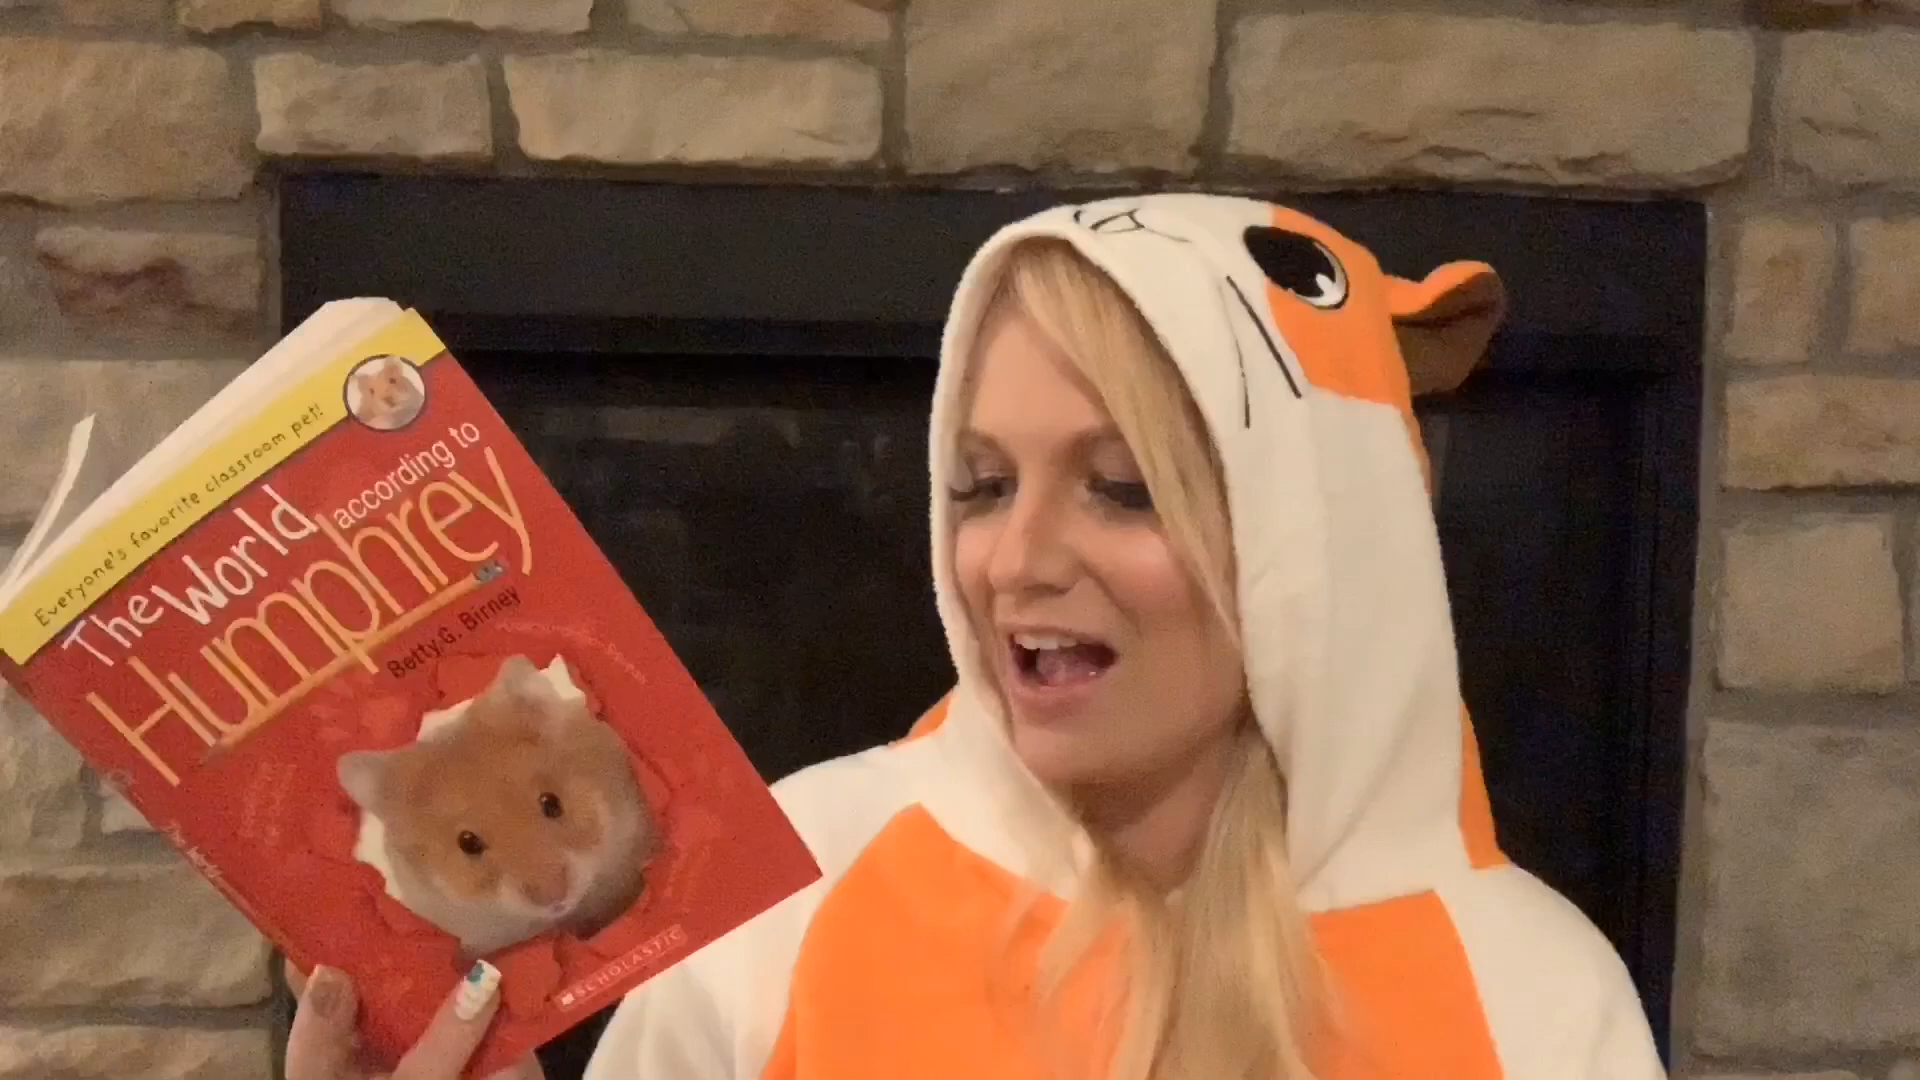 Everyone's favorite classroom pet!
The World
according to
Humphrey
Betty G. Birney
SCHOLASTIC